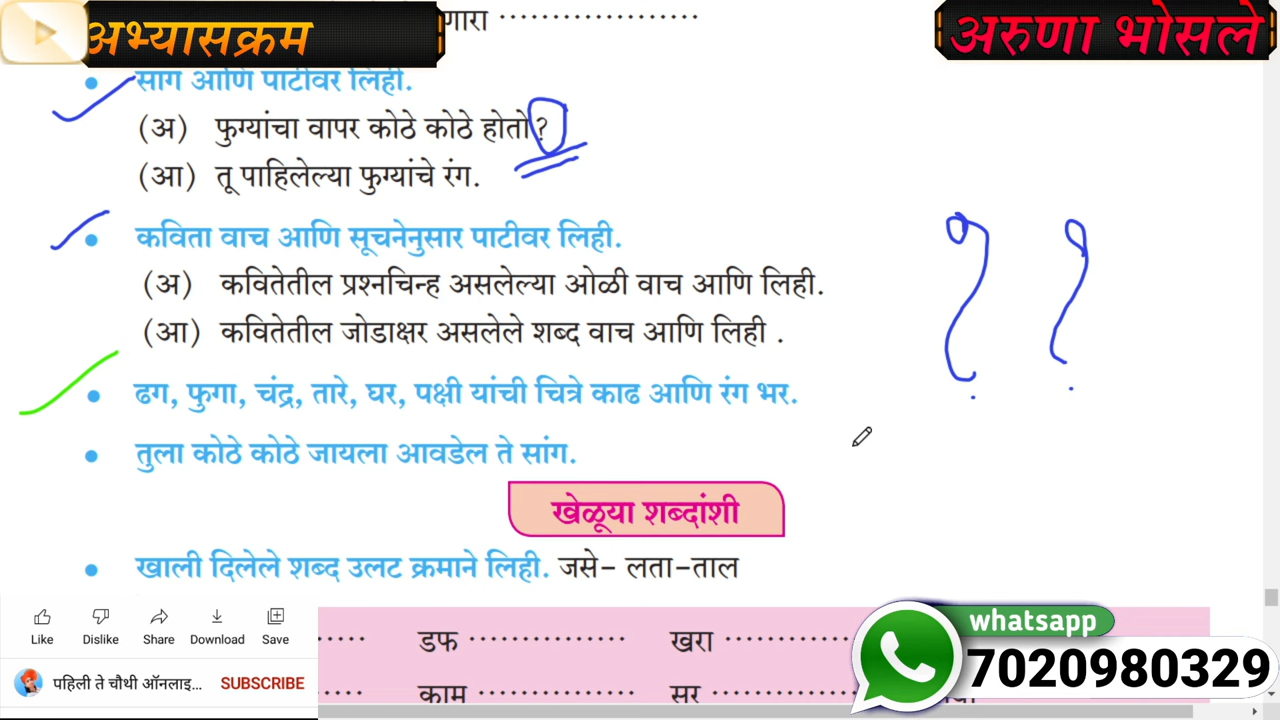 अभ्यासक्रम
अरुणा भोसले
णारा ...................
• सांग आणि पाटीवर लिही.
(अ) फुग्यांचा वापर कोठे कोठे होतो?
(आ) तू पाहिलेल्या फुग्यांचे रंग.
• कविता वाच आणि सूचनेनुसार पाटीवर लिही.
(अ) कवितेतील प्रश्नचिन्ह असलेल्या ओळी वाच आणि लिही.
(आ) कवितेतील जोडाक्षर असलेले शब्द वाच आणि लिही .
? ?
• ढग, फुगा, चंद्र, तारे, घर, पक्षी यांची चित्रे काढ आणि रंग भर.
• तुला कोठे कोठे जायला आवडेल ते सांग.
खेळूया शब्दांशी
• खाली दिलेले शब्द उलट क्रमाने लिही. जसे– लता–ताल
...... डफ ............... खरा ............
...... काम ............... सर ............
Like Dislike Share Download Save
पहिली ते चौथी ऑनलाइ... SUBSCRIBE
whatsapp
7020980329